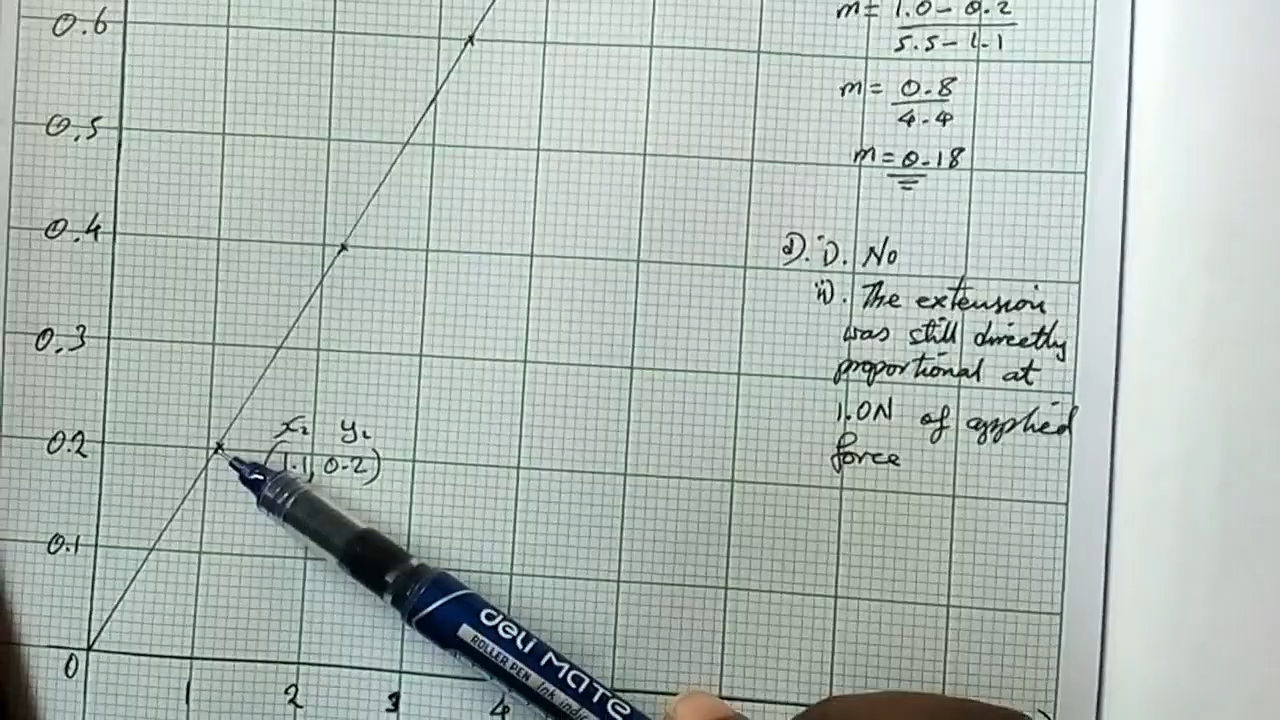 0.6
0.5
0.4
0.3
0.2
0.1
0
1
2
3
4
x₂ y₂
(1.1, 0.2)
m = 1.0 - 0.2
5.5 - 1.1
m = 0.8
4.4
m = 0.18
D. i). No
ii). The extension
was still directly
proportional at
1.0N of applied
force
deli MATE
ROLLER PEN